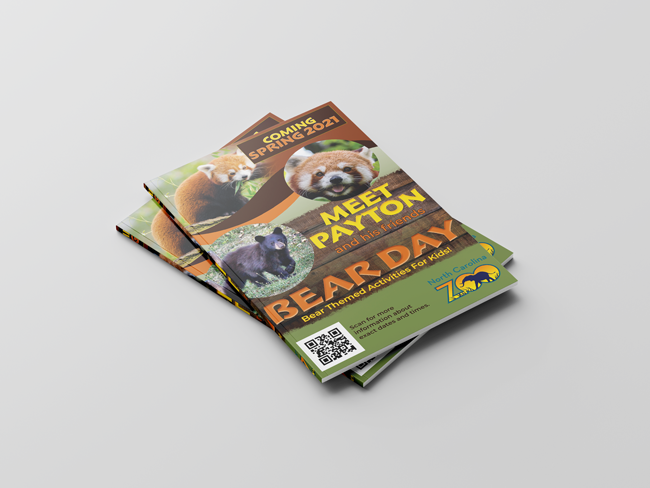 COMING
SPRING 2021
MEET
PAYTON
and his friends
BEAR DAY
Bear Themed Activities For Kids!
North Carolina
ZOO
Scan for more
information about
exact dates and times.